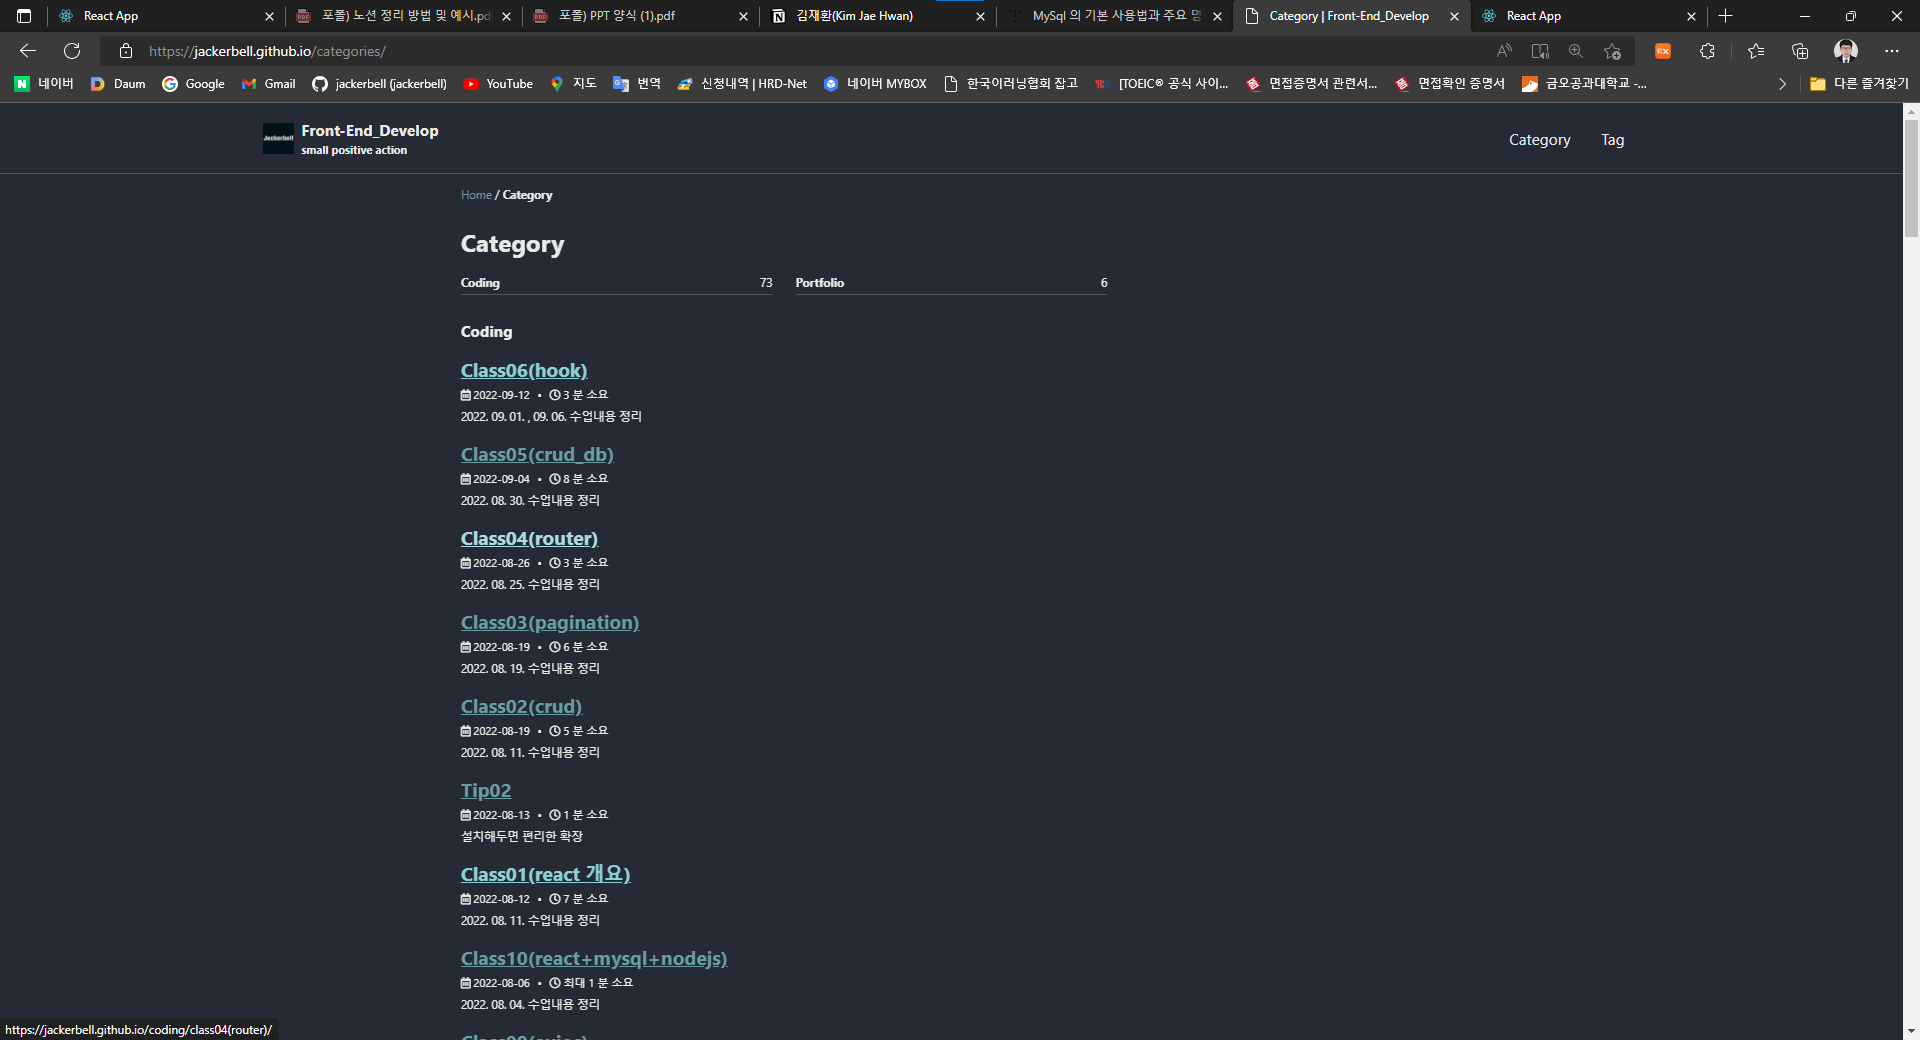 React App
포폴) 노션 정리 방법 및 예시.pd
포폴) PPT 양식 (1).pdf
김재환(Kim Jae Hwan)
MySql 의 기본 사용법과 주요 명
Category | Front-End_Develop
React App
https://jackerbell.github.io/categories/
네이버
Daum
Google
Gmail
jackerbell (jackerbell)
YouTube
지도
번역
신청내역 | HRD-Net
네이버 MYBOX
한국이러닝협회 잡고
[TOEIC® 공식 사이...
면접증명서 관련서...
면접확인 증명서
금오공과대학교 -...
다른 즐겨찾기
Jackerbell
Front-End_Develop
small positive action
Category Tag
Home / Category
Category
Coding 73 Portfolio 6
Coding
Class06(hook)
2022-09-12 • 3 분 소요
2022. 09. 01. , 09. 06. 수업내용 정리
Class05(crud_db)
2022-09-04 • 8 분 소요
2022. 08. 30. 수업내용 정리
Class04(router)
2022-08-26 • 3 분 소요
2022. 08. 25. 수업내용 정리
Class03(pagination)
2022-08-19 • 6 분 소요
2022. 08. 19. 수업내용 정리
Class02(crud)
2022-08-19 • 5 분 소요
2022. 08. 11. 수업내용 정리
Tip02
2022-08-13 • 1 분 소요
설치해두면 편리한 확장
Class01(react 개요)
2022-08-12 • 7 분 소요
2022. 08. 11. 수업내용 정리
Class10(react+mysql+nodejs)
2022-08-06 • 최대 1 분 소요
2022. 08. 04. 수업내용 정리
https://jackerbell.github.io/coding/class04(router)/